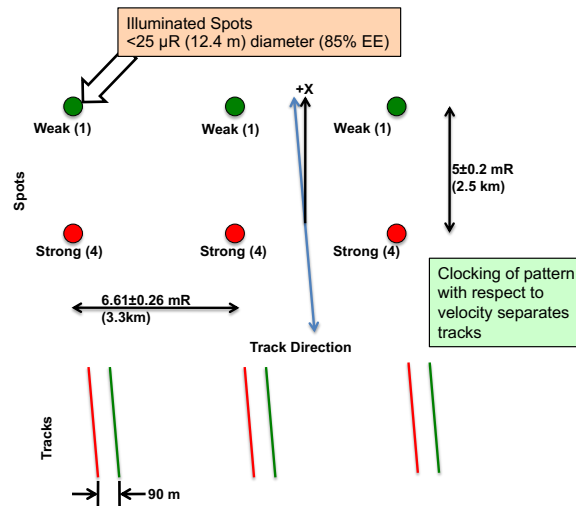 Illuminated Spots
<25 µR (12.4 m) diameter (85% EE)
+X
Weak (1)
Weak (1)
Weak (1)
Spots
5±0.2 mR
(2.5 km)
Strong (4)
Strong (4)
Strong (4)
6.61±0.26 mR
(3.3km)
Clocking of pattern
with respect to
velocity separates
tracks
Track Direction
Tracks
90 m